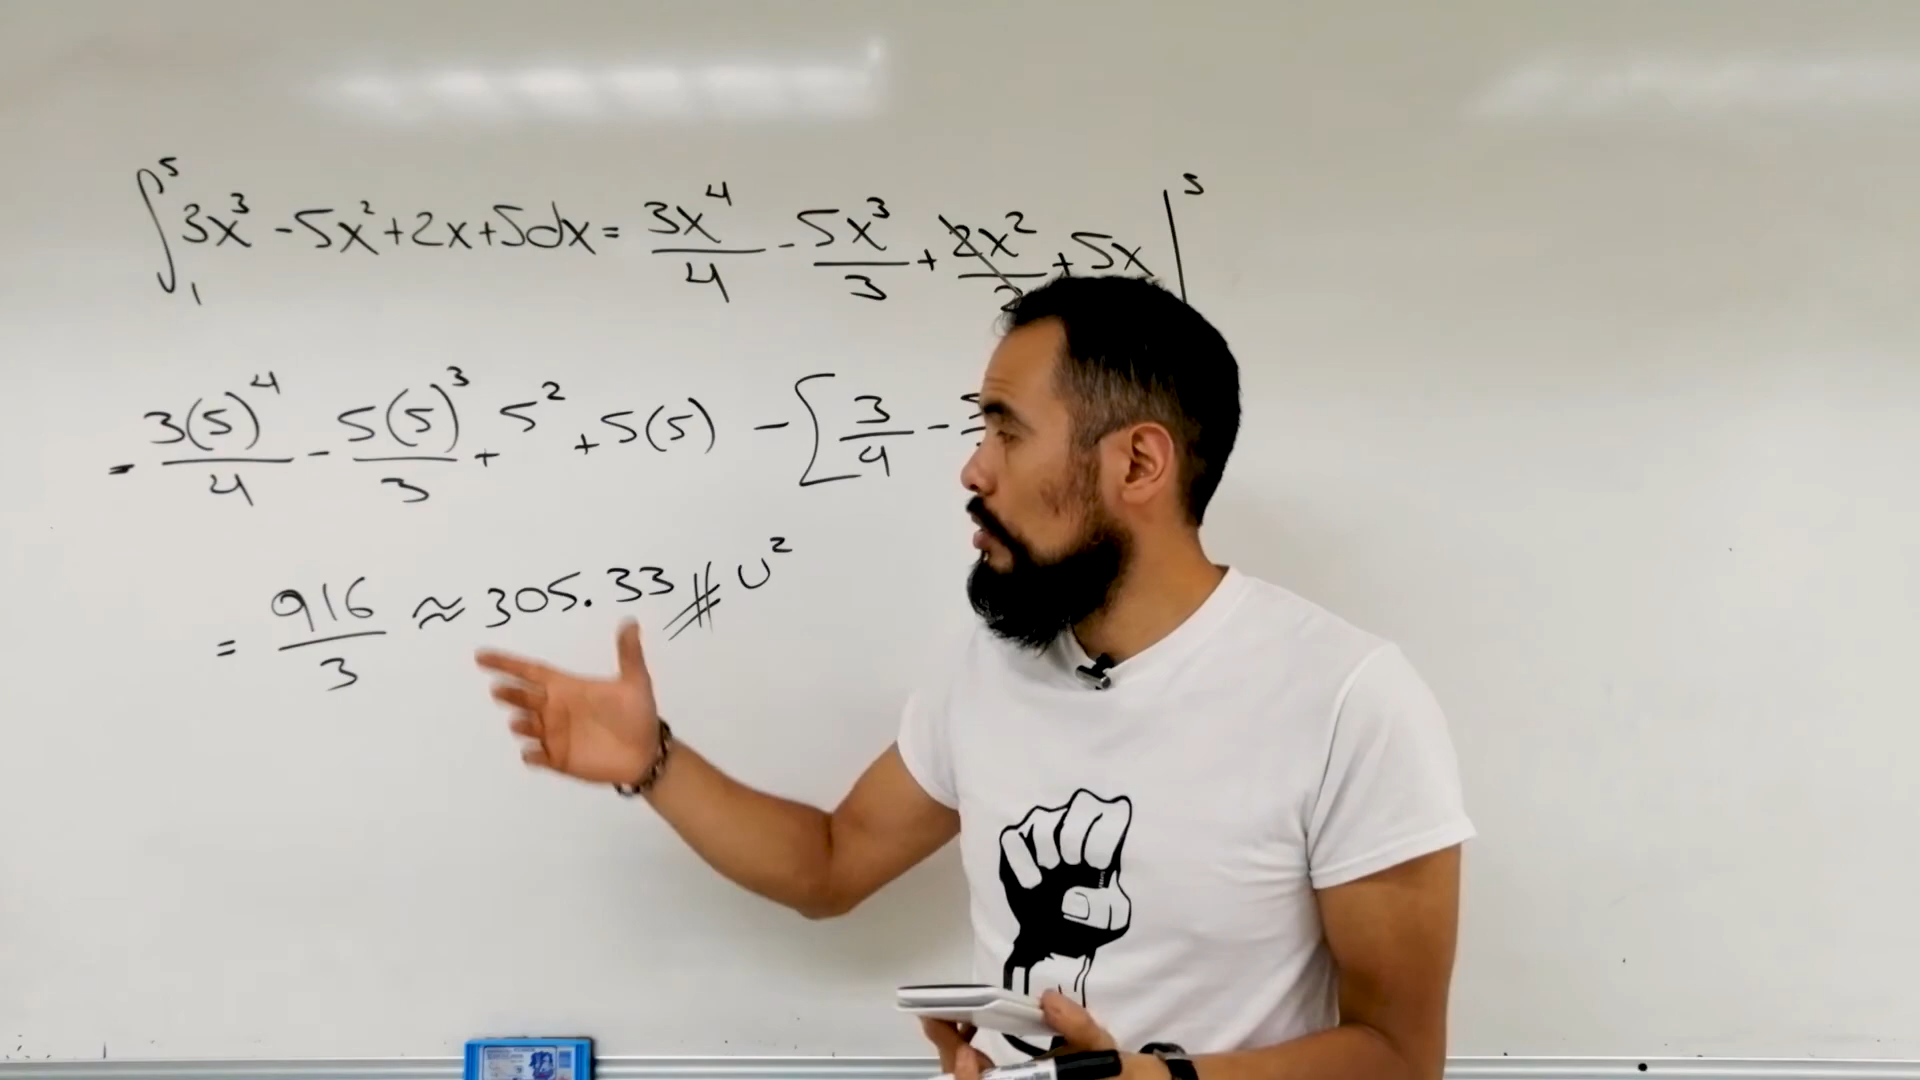 ∫₁⁵ 3x³ - 5x² + 2x + 5dx = 3x⁴/4 - 5x³/3 + 2x²/2 + 5x |⁵
= 3(5)⁴/4 - 5(5)³/3 + 5² + 5(5) - [3/4 -
= 916/3 ≈ 305.33 // u²